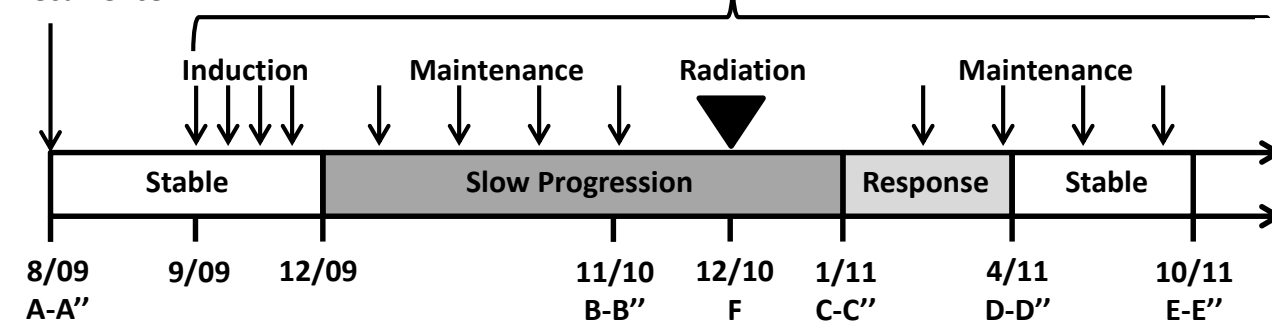 Induction Maintenance Radiation Maintenance
Stable Slow Progression Response Stable
8/09 9/09 12/09 11/10 12/10 1/11 4/11 10/11
A-A’’ B-B’’ F C-C’’ D-D’’ E-E’’